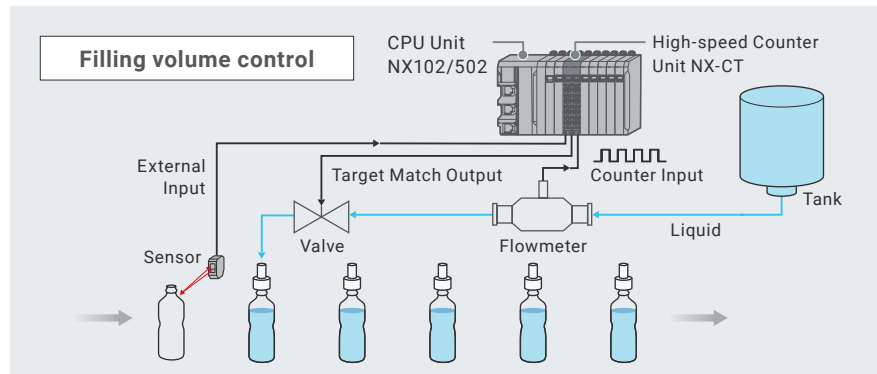 Filling volume control
CPU Unit
NX102/502
High-speed Counter
Unit NX-CT
External
Input
Target Match Output
Counter Input
Tank
Sensor
Valve
Flowmeter
Liquid